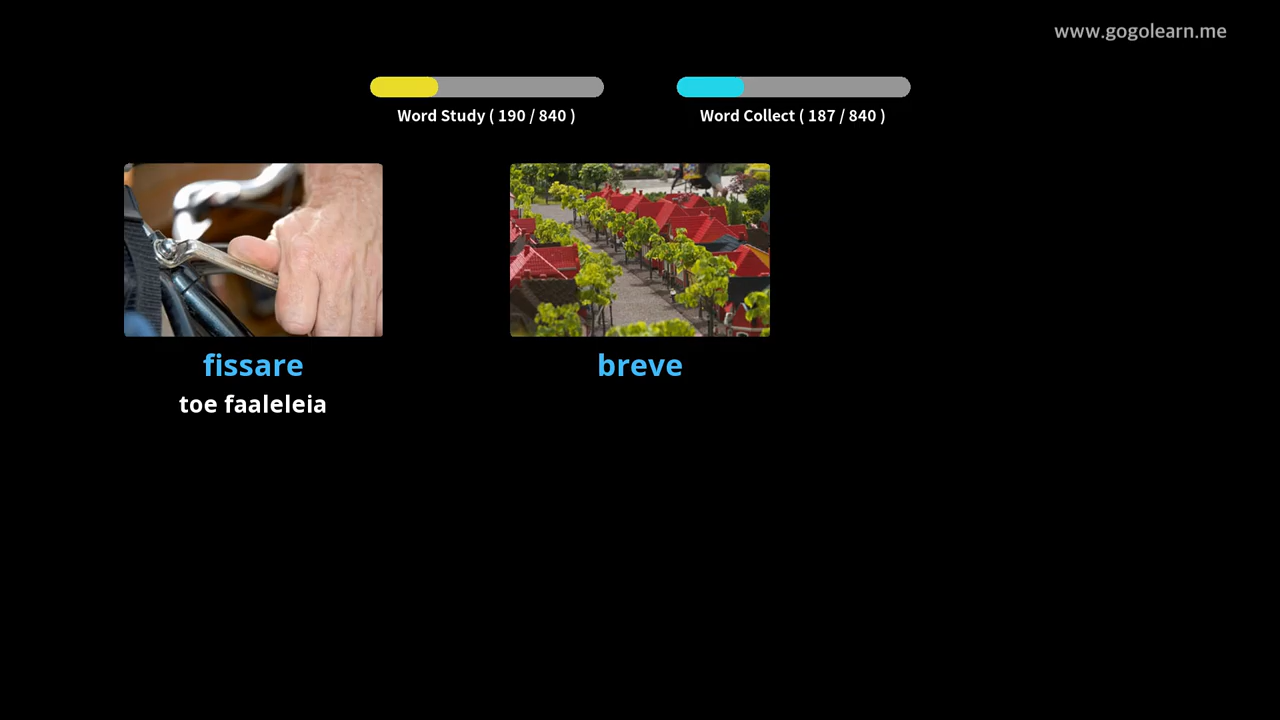 www.gogolearn.me
Word Study ( 190 / 840 )
Word Collect ( 187 / 840 )
fissare
breve
toe faaleleia